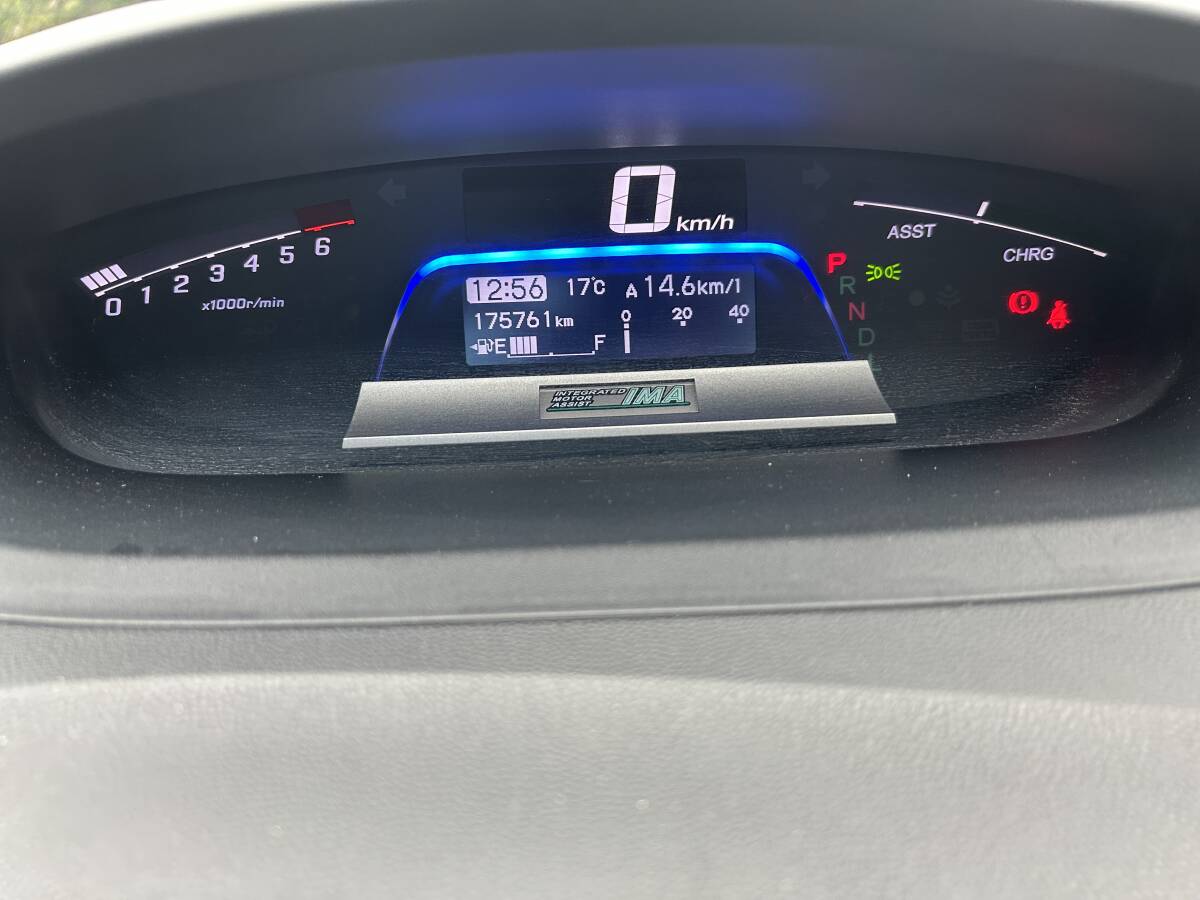 0 km/h
0 1 2 3 4 5 6
x1000r/min
12:56 17°C A 14.6km/l
175761km
0 20 40
E F
P
R
N
D
ASST
CHRG
INTEGRATED
MOTOR
ASSIST
IMA